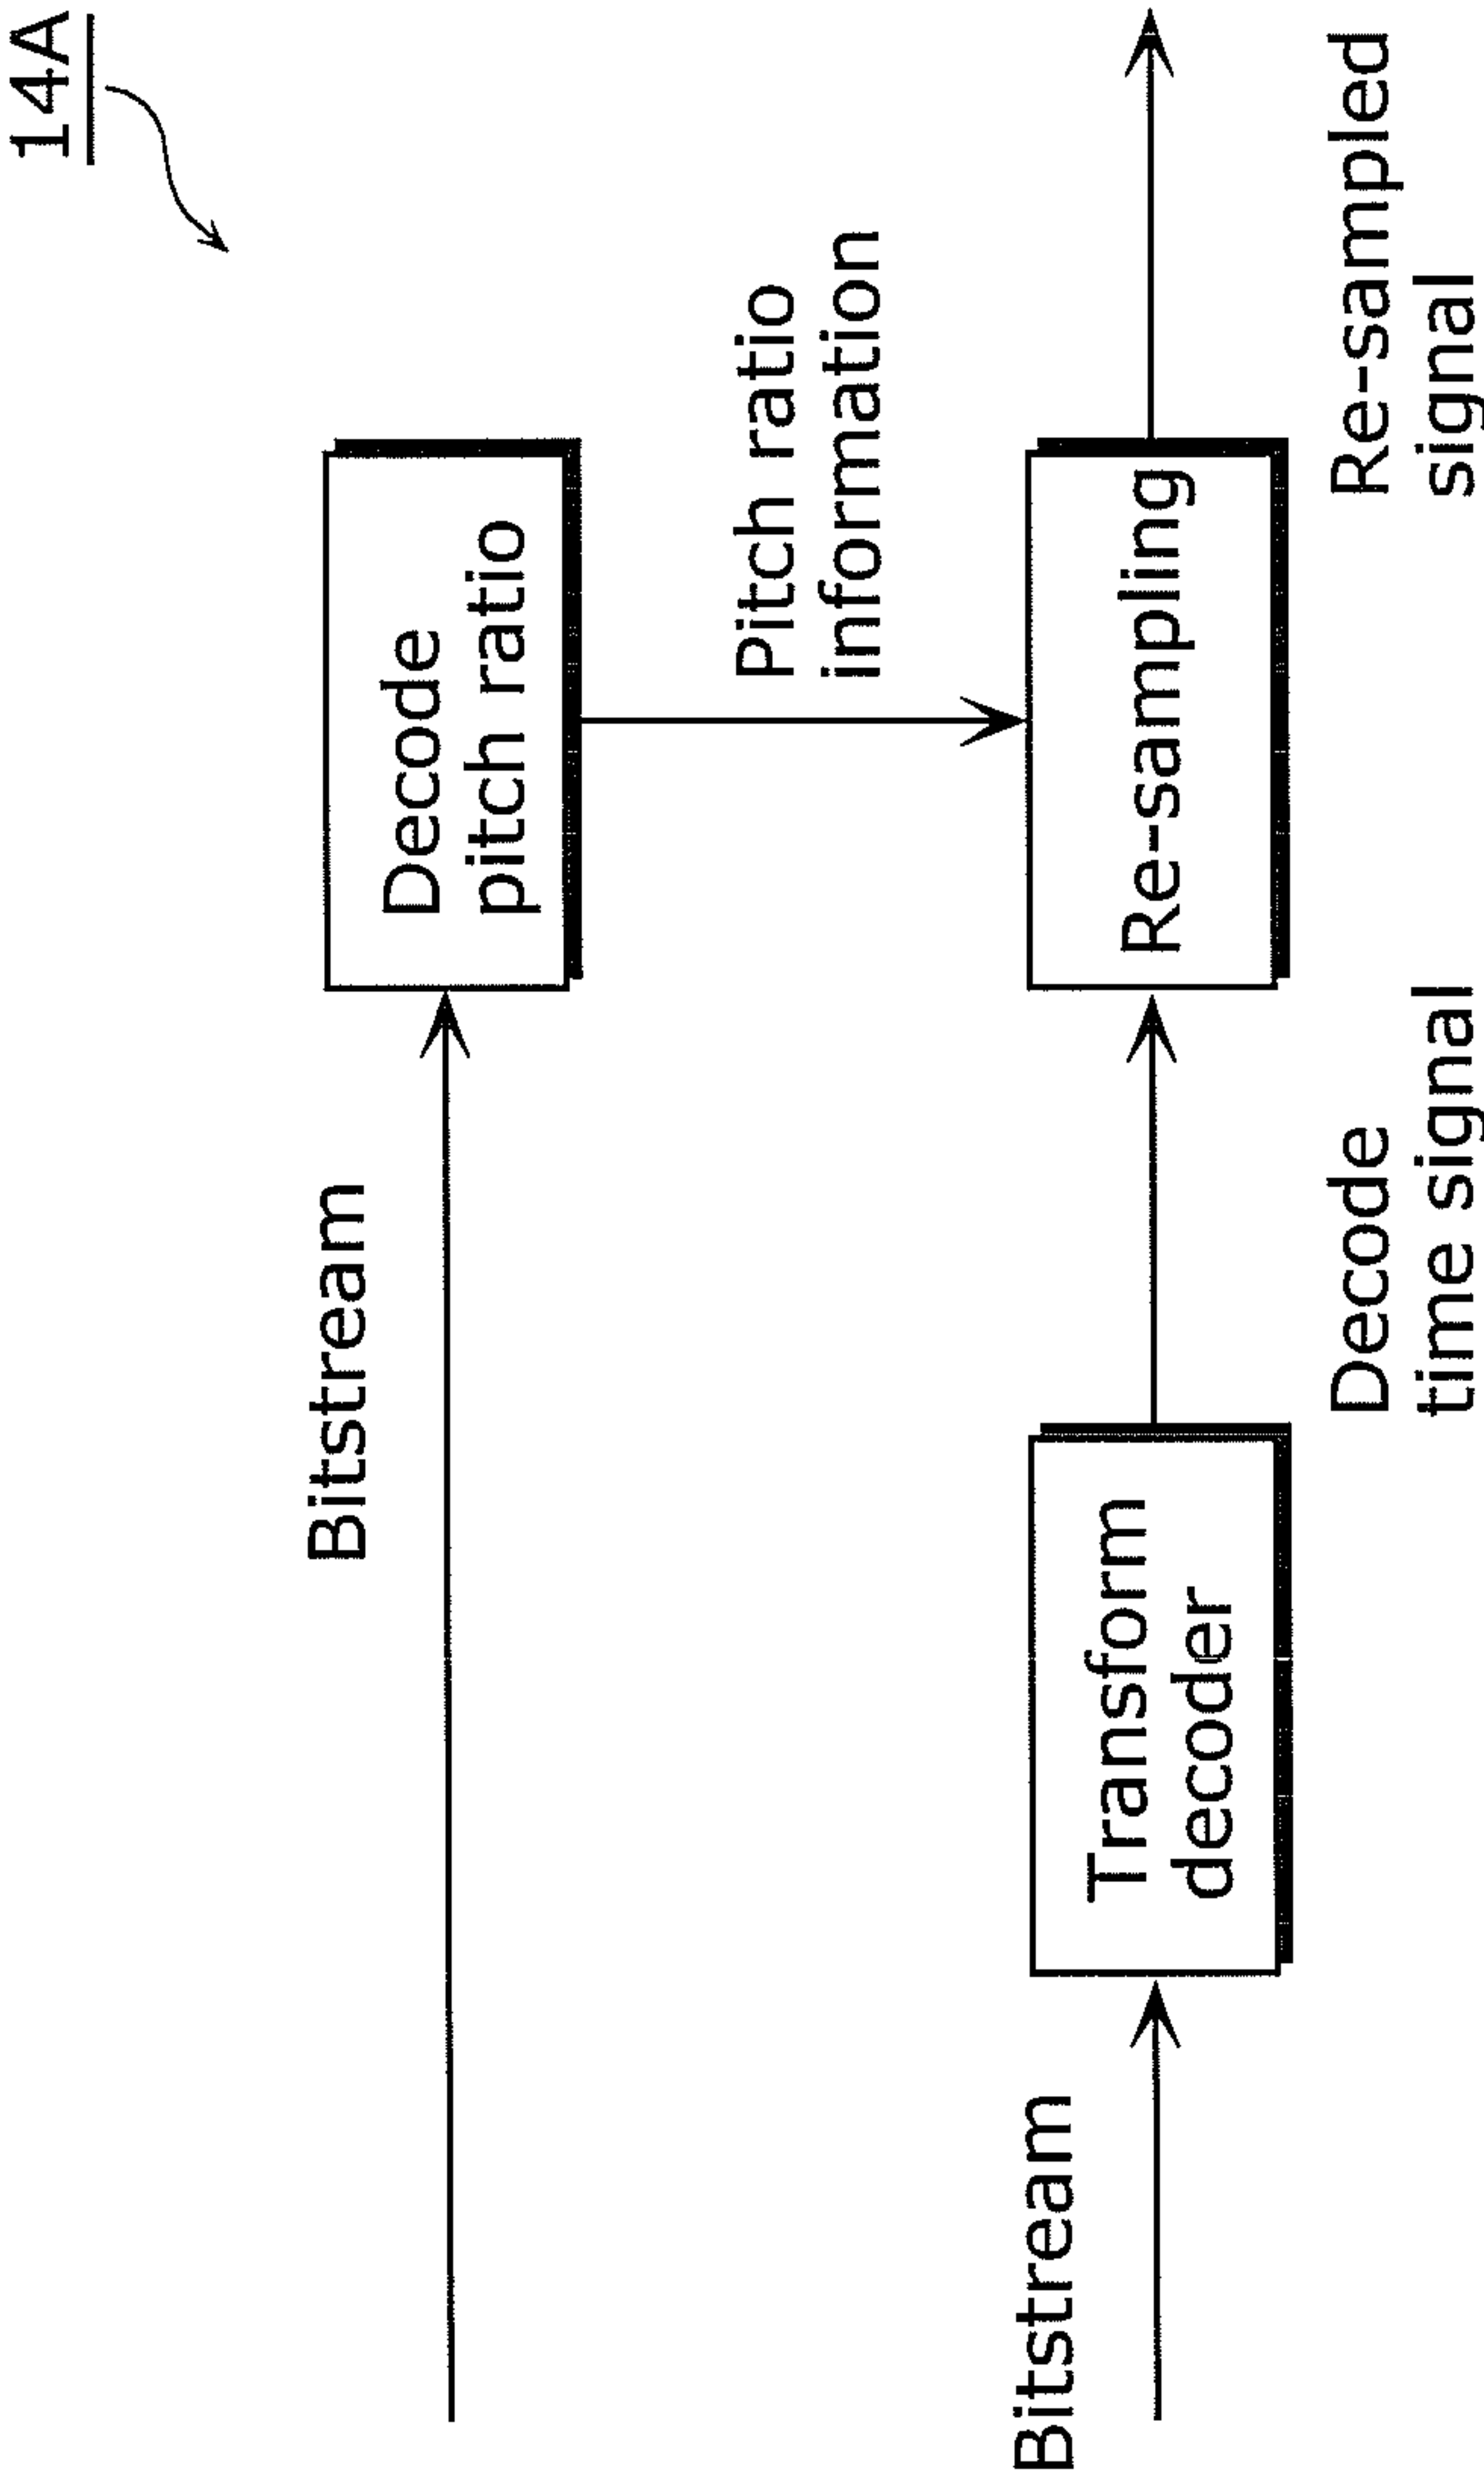 14A
Bitstream
Decode
pitch ratio
Pitch ratio
information
Bitstream
Transform
decoder
Decode
time signal
Re-sampling
Re-sampled
signal